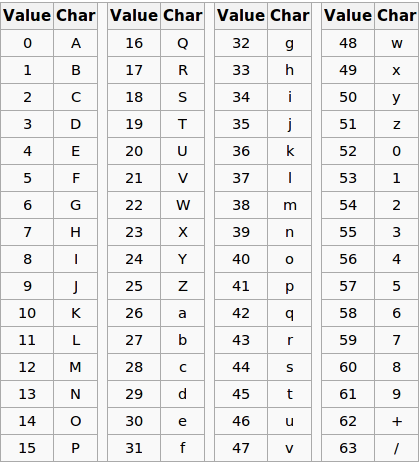 Value Char Value Char Value Char Value Char
0 A 16 Q 32 g 48 w
1 B 17 R 33 h 49 x
2 C 18 S 34 i 50 y
3 D 19 T 35 j 51 z
4 E 20 U 36 k 52 0
5 F 21 V 37 l 53 1
6 G 22 W 38 m 54 2
7 H 23 X 39 n 55 3
8 I 24 Y 40 o 56 4
9 J 25 Z 41 p 57 5
10 K 26 a 42 q 58 6
11 L 27 b 43 r 59 7
12 M 28 c 44 s 60 8
13 N 29 d 45 t 61 9
14 O 30 e 46 u 62 +
15 P 31 f 47 v 63 /